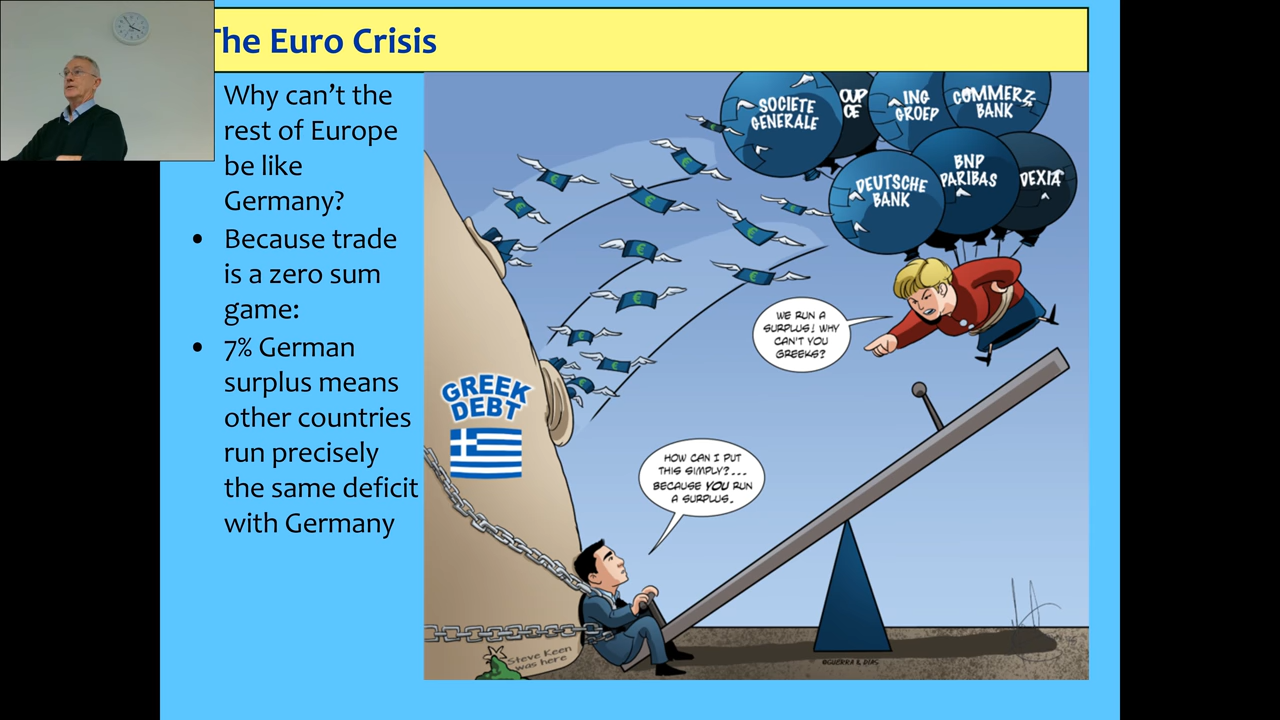 The Euro Crisis
Why can't the
rest of Europe
be like
Germany?
• Because trade
is a zero sum
game:
• 7% German
surplus means
other countries
run precisely
the same deficit
with Germany
SOCIETE
GENERALE
ING
GROEP
COMMERZ
BANK
DEUTSCHE
BANK
BNP
PARIBAS
DEXIA
WE RUN A
SURPLUS! WHY
CAN'T YOU
GREEKS?
GREEK
DEBT
HOW CAN I PUT
THIS SIMPLY?...
BECAUSE YOU RUN
A SURPLUS.
Steve Keen
was here